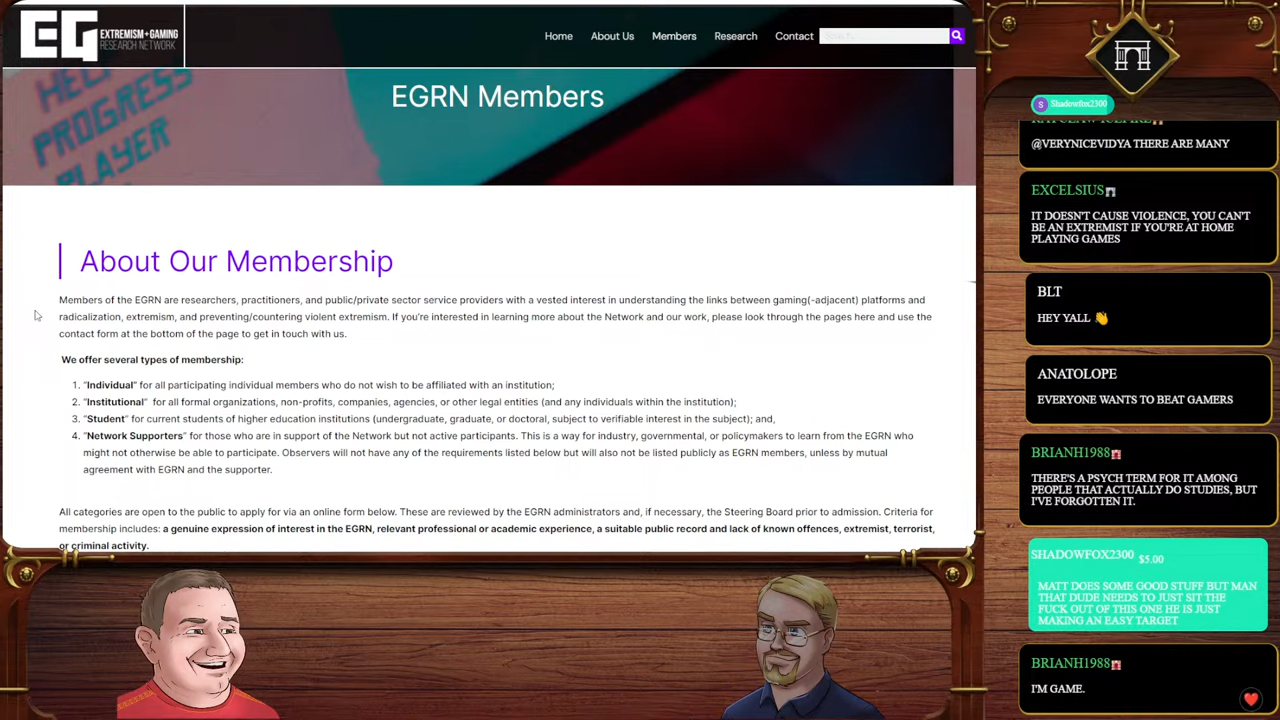 EG EXTREMISM+GAMING
RESEARCH NETWORK
Home About Us Members Research Contact
Search...
HELLO
PROGRESS
PLAYER
EGRN Members
About Our Membership
Members of the EGRN are researchers, practitioners, and public/private sector service providers with a vested interest in understanding the links between gaming(-adjacent) platforms and
radicalization, extremism, and preventing/countering violent extremism. If you’re interested in learning more about the Network and our work, please look through the pages here and use the
contact form at the bottom of the page to get in touch with us.
We offer several types of membership:
1. “Individual” for all participating individual members who do not wish to be affiliated with an institution;
2. “Institutional” for all formal organizations, non-profits, companies, agencies, or other legal entities (and any individuals within the institution);
3. “Student” for current students of higher education institutions (undergraduate, graduate, or doctoral, subject to verifiable interest in the subject); and,
4. “Network Supporters” for those who are in support of the Network but not active participants. This is a way for industry, governmental, or policymakers to learn from the EGRN who
might not otherwise be able to participate. Observers will not have any of the requirements listed below but will also not be listed publicly as EGRN members, unless by mutual
agreement with EGRN and the supporter.
All categories are open to the public to apply for via an online form below. These are reviewed by the EGRN administrators and, if necessary, the Steering Board prior to admission. Criteria for
membership includes: a genuine expression of interest in the EGRN, relevant professional or academic experience, a suitable public record and lack of known offences, extremist, terrorist,
or criminal activity.
S Shadowfox2300
@VERYNICEVIDYA THERE ARE MANY
EXCELSIUS
IT DOESN'T CAUSE VIOLENCE, YOU CAN'T
BE AN EXTREMIST IF YOU'RE AT HOME
PLAYING GAMES
BLT
HEY YALL 👋
ANATOLOPE
EVERYONE WANTS TO BEAT GAMERS
BRIANH1988
THERE'S A PSYCH TERM FOR IT AMONG
PEOPLE THAT ACTUALLY DO STUDIES, BUT
I'VE FORGOTTEN IT.
SHADOWFOX2300 $5.00
MATT DOES SOME GOOD STUFF BUT MAN
THAT DUDE NEEDS TO JUST SIT THE
FUCK OUT OF THIS ONE HE IS JUST
MAKING AN EASY TARGET
BRIANH1988
I'M GAME.